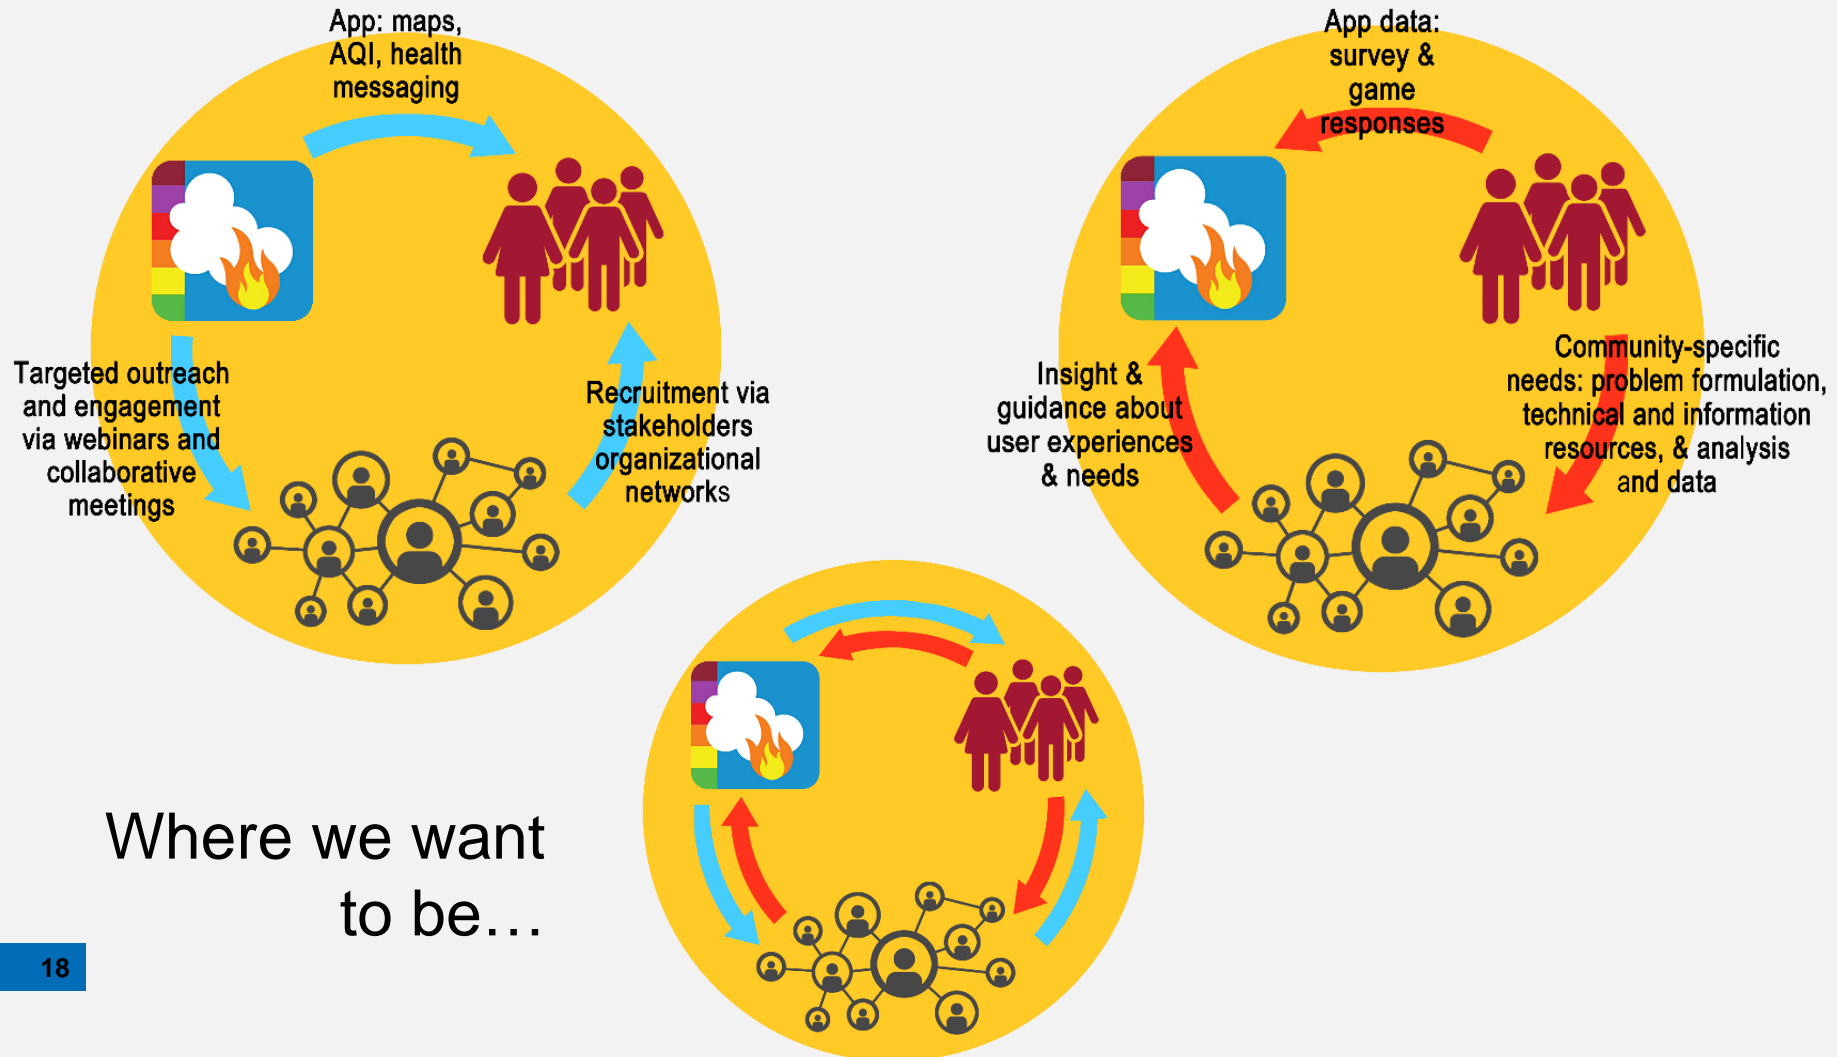 App: maps,
AQI, health
messaging
Targeted outreach
and engagement
via webinars and
collaborative
meetings
Recruitment via
stakeholders
organizational
networks
App data:
survey &
game
responses
Insight &
guidance about
user experiences
& needs
Community-specific
needs: problem formulation,
technical and information
resources, & analysis
and data
Where we want
to be…
18